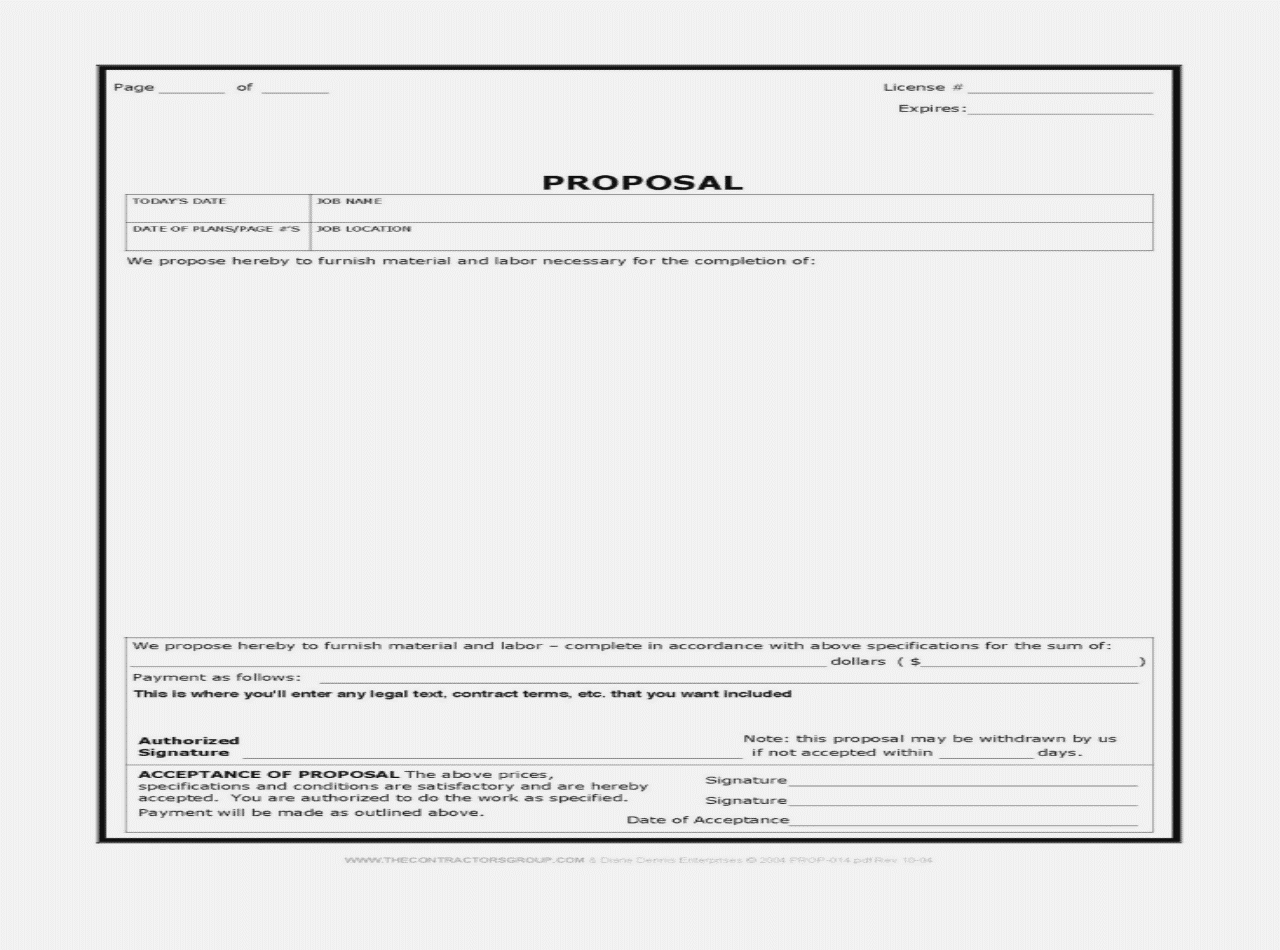 Page _______ of _______ License # ____________________
Expires:____________________
PROPOSAL
TODAY'S DATE JOB NAME
DATE OF PLANS/PAGE #'S JOB LOCATION
We propose hereby to furnish material and labor necessary for the completion of:
We propose hereby to furnish material and labor – complete in accordance with above specifications for the sum of:
____________________ dollars ( $____________________)
Payment as follows: ____________________
This is where you'll enter any legal text, contract terms, etc. that you want included
Authorized
Signature ____________________
Note: this proposal may be withdrawn by us
if not accepted within __________ days.
ACCEPTANCE OF PROPOSAL The above prices,
specifications and conditions are satisfactory and are hereby
accepted. You are authorized to do the work as specified.
Payment will be made as outlined above.
Signature____________________
Signature____________________
Date of Acceptance____________________
WWW.THECONTRACTORSGROUP.COM & Diane Dennis Enterprises © 2004 PROP-014.pdf Rev 10-04